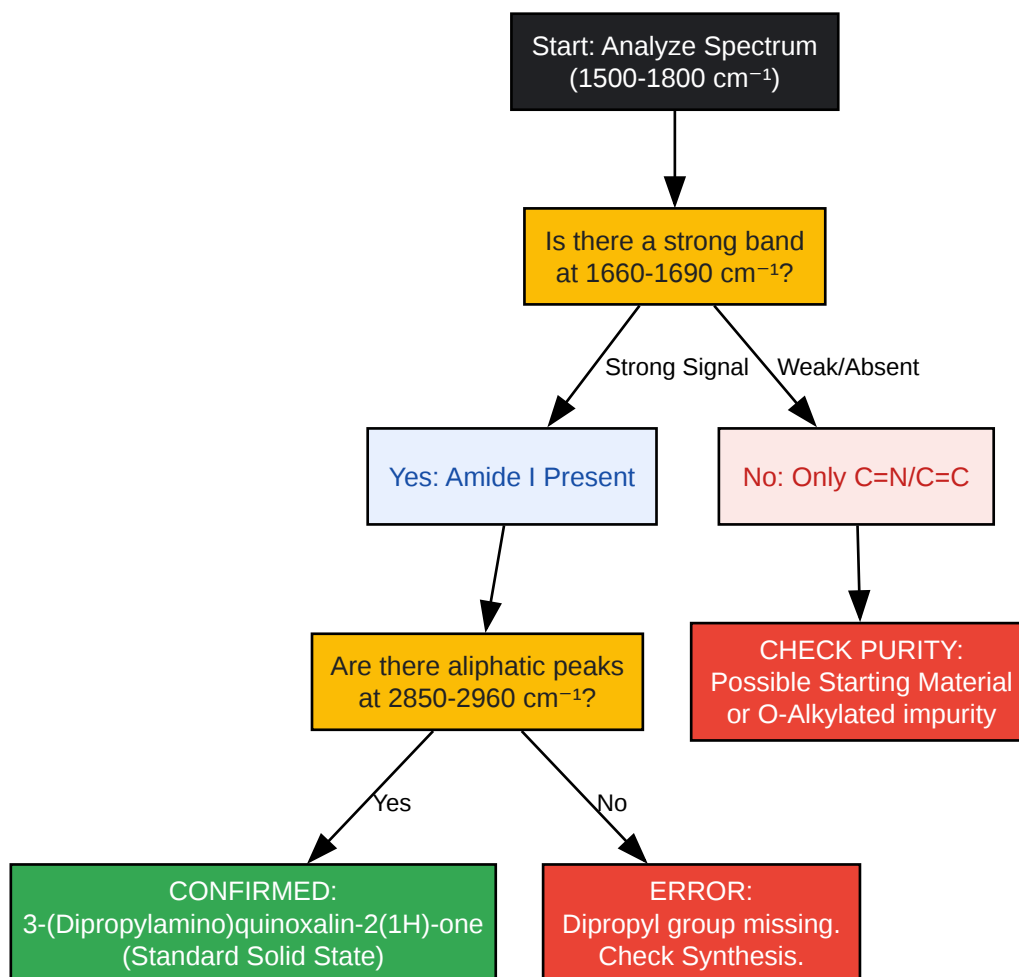 Start: Analyze Spectrum
(1500-1800 cm⁻¹)
Is there a strong band
at 1660-1690 cm⁻¹?
Strong Signal
Weak/Absent
Yes: Amide I Present
No: Only C=N/C=C
Are there aliphatic peaks
at 2850-2960 cm⁻¹?
CHECK PURITY:
Possible Starting Material
or O-Alkylated impurity
Yes
No
CONFIRMED:
3-(Dipropylamino)quinoxalin-2(1H)-one
(Standard Solid State)
ERROR:
Dipropyl group missing.
Check Synthesis.